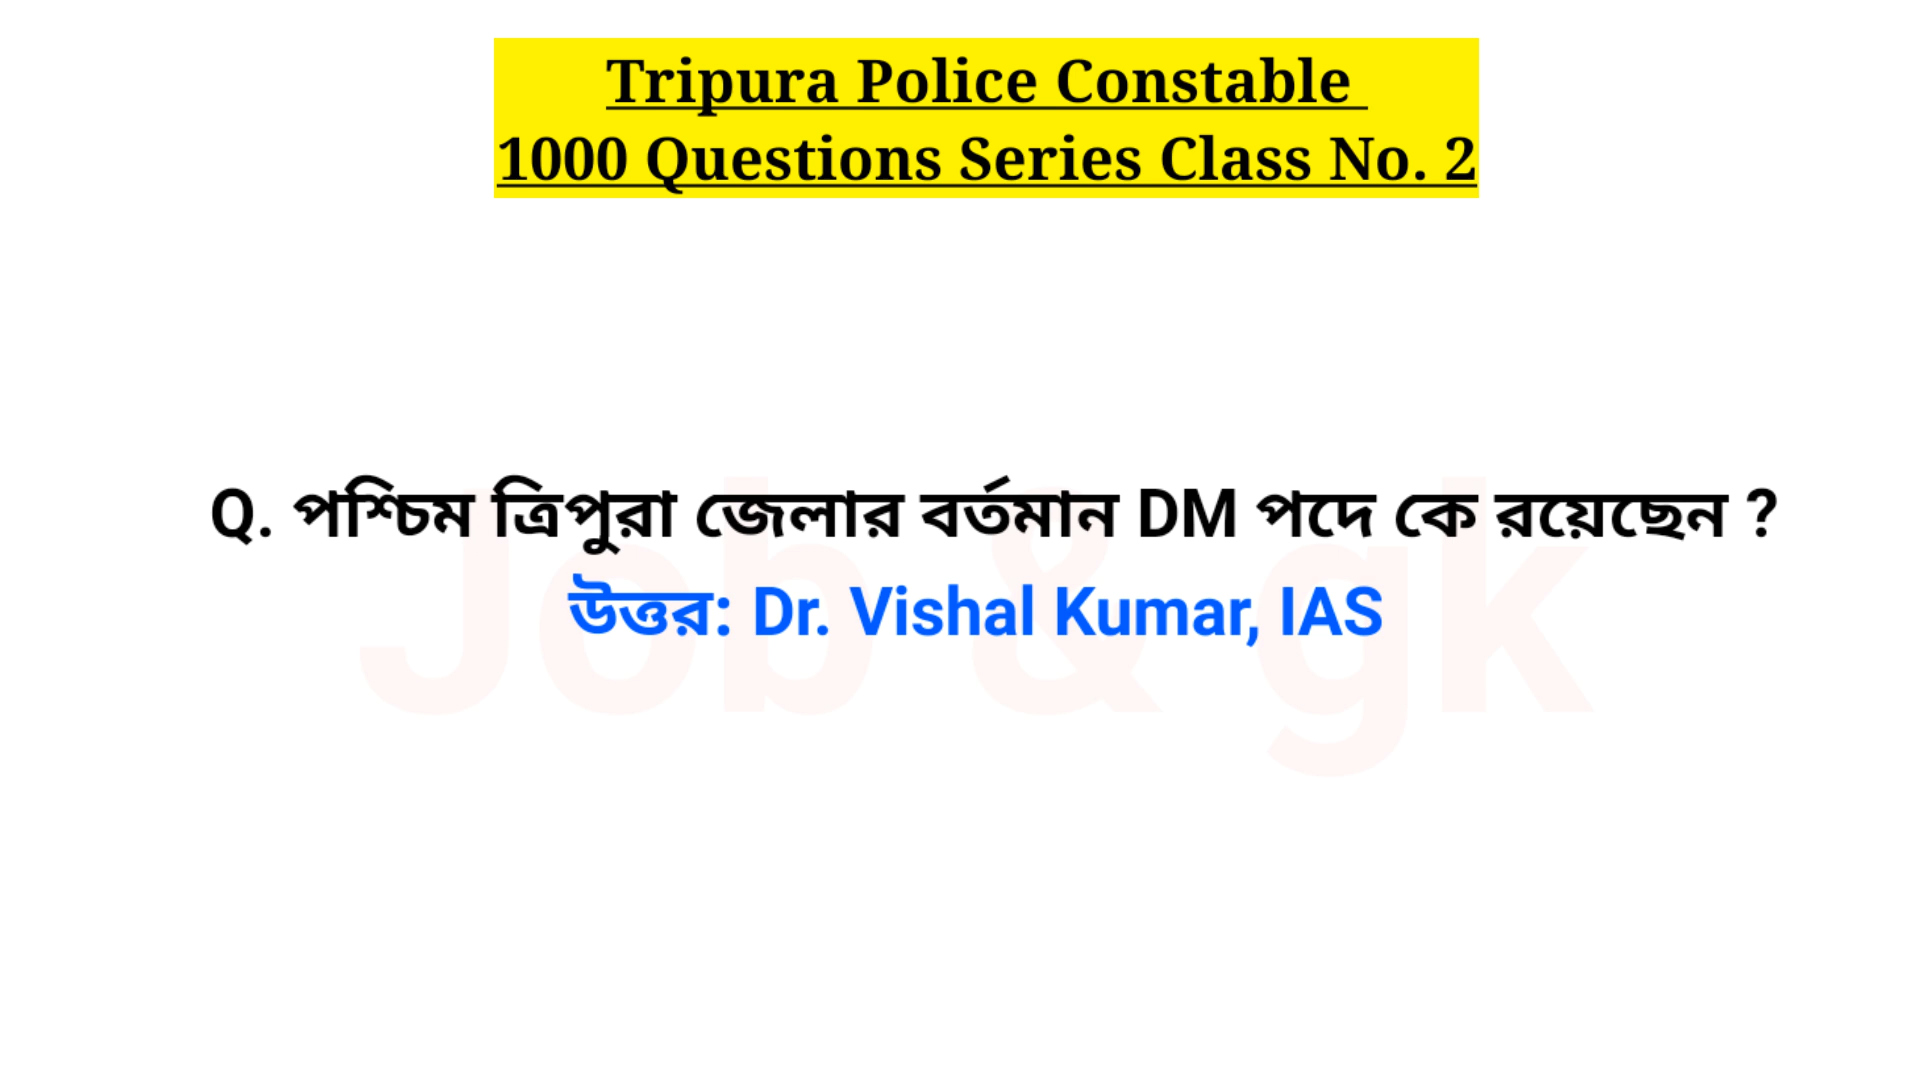 Tripura Police Constable
1000 Questions Series Class No. 2
Q. পশ্চিম ত্রিপুরা জেলার বর্তমান DM পদে কে রয়েছেন ?
উত্তর: Dr. Vishal Kumar, IAS
Job & gk